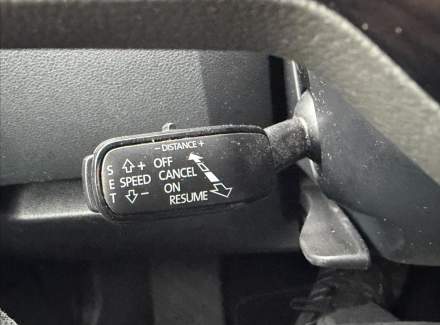 - DISTANCE +
S E T
⇧ +
SPEED
⇩ -
OFF
CANCEL
ON
RESUME